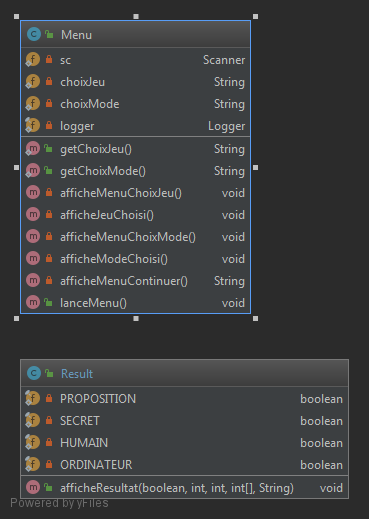 Menu
sc Scanner
choixJeu String
choixMode String
logger Logger
getChoixJeu() String
getChoixMode() String
afficheMenuChoixJeu() void
afficheJeuChoisi() void
afficheMenuChoixMode() void
afficheModeChoisi() void
afficheMenuContinuer() String
lanceMenu() void
Result
PROPOSITION boolean
SECRET boolean
HUMAIN boolean
ORDINATEUR boolean
afficheResultat(boolean, int, int, int[], String) void
Powered by yFiles